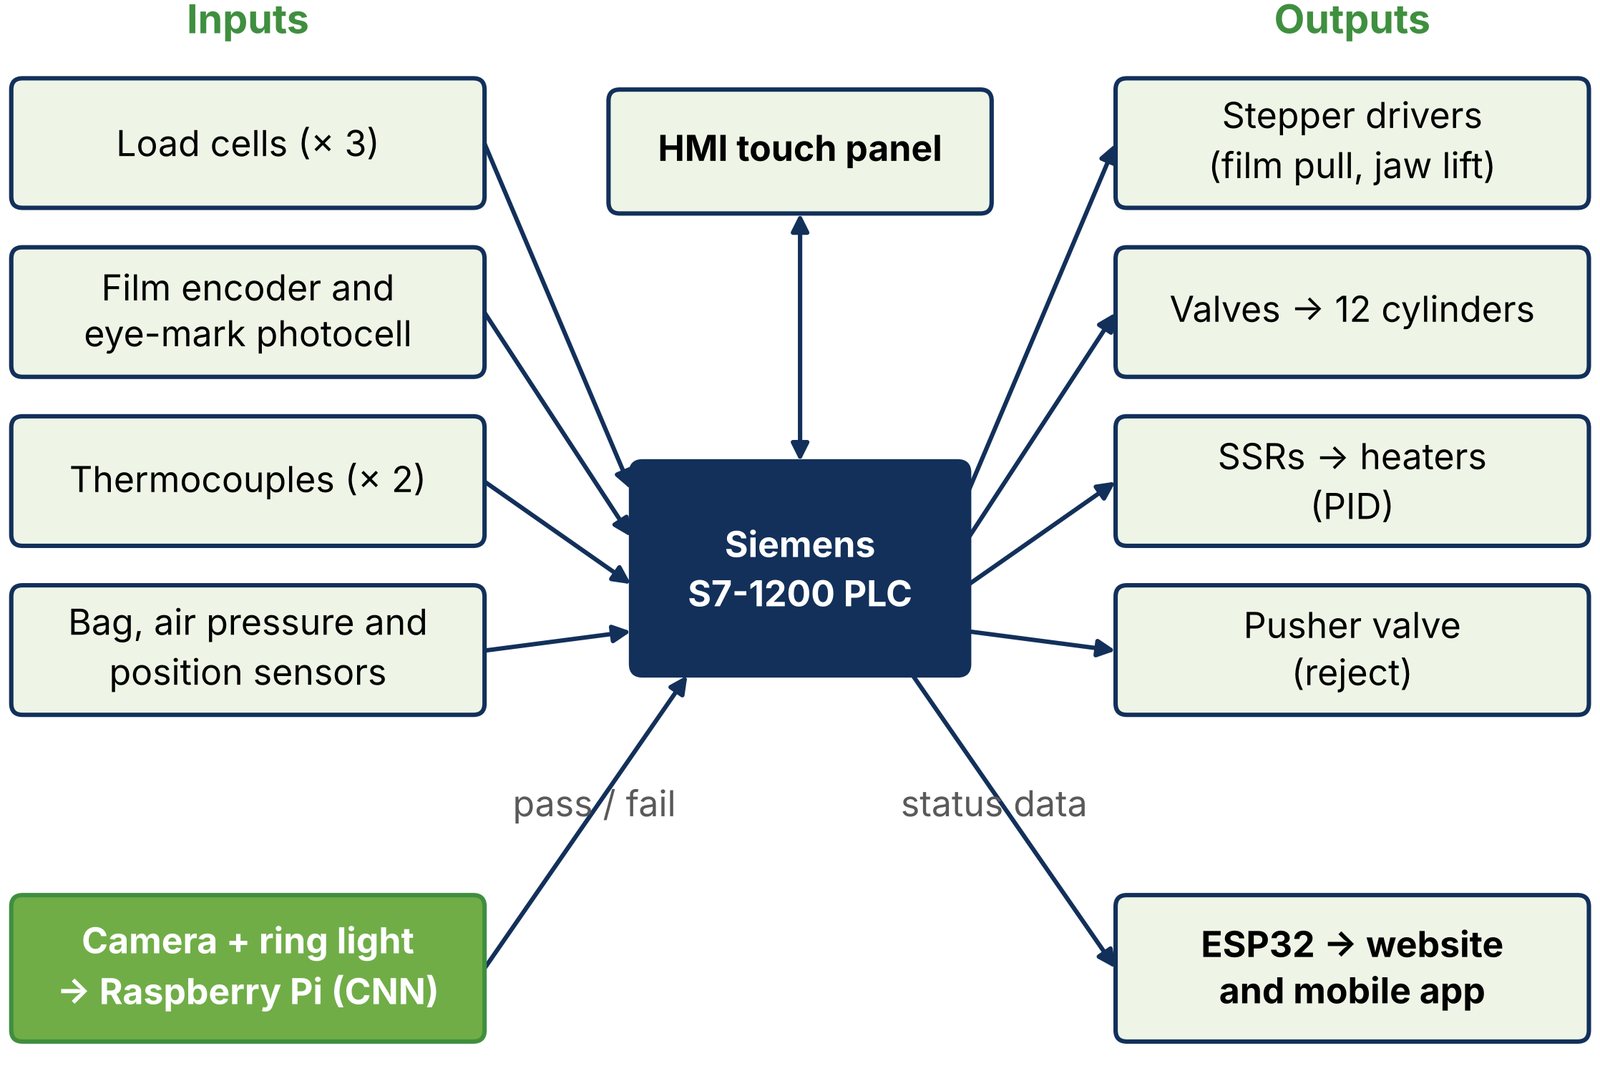 Inputs
Outputs
Load cells (× 3)
Film encoder and
eye-mark photocell
Thermocouples (× 2)
Bag, air pressure and
position sensors
Camera + ring light
→ Raspberry Pi (CNN)
HMI touch panel
Siemens
S7-1200 PLC
pass / fail
status data
Stepper drivers
(film pull, jaw lift)
Valves → 12 cylinders
SSRs → heaters
(PID)
Pusher valve
(reject)
ESP32 → website
and mobile app